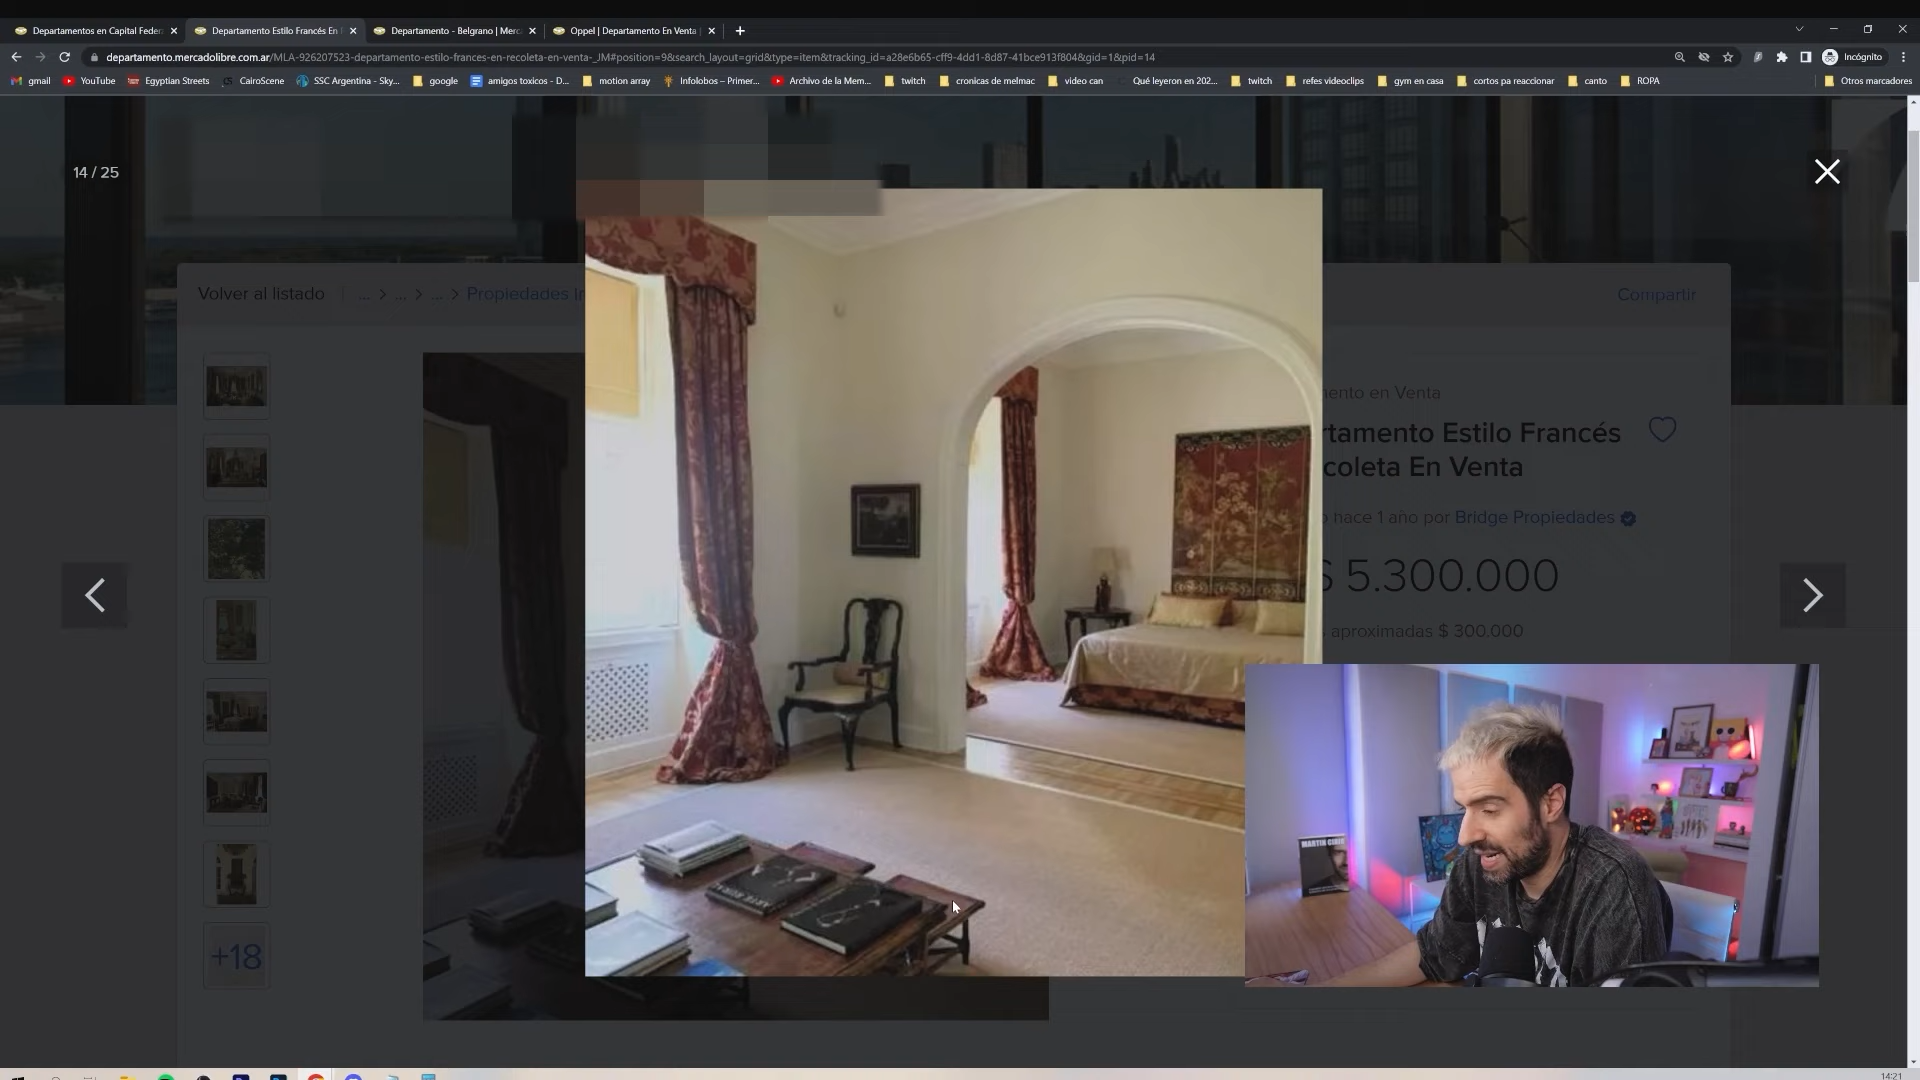 Departamentos en Capital Feder
Departamento Estilo Francés En
Departamento - Belgrano | Merc
Oppel | Departamento En Venta
departamento.mercadolibre.com.ar/MLA-926207523-departamento-estilo-frances-en-recoleta-en-venta-_JM#position=9&search_layout=grid&type=item&tracking_id=a28e6b65-cff9-4dd1-8d87-41bce913f804&gid=1&pid=14
Incógnito
gmail
YouTube
Egyptian Streets
CairoScene
SSC Argentina - Sky...
google
amigos toxicos - D...
motion array
Infolobos – Primer...
Archivo de la Mem...
twitch
cronicas de melmac
video can
Qué leyeron en 202...
twitch
refes videoclips
gym en casa
cortos pa reaccionar
canto
ROPA
Otros marcadores
14 / 25
Volver al listado
... > ... > ... > Propiedades In
Compartir
ento en Venta
rtamento Estilo Francés
coleta En Venta
hace 1 año por Bridge Propiedades
$ 5.300.000
aproximadas $ 300.000
+18
MARTIN CIRIO
14:21